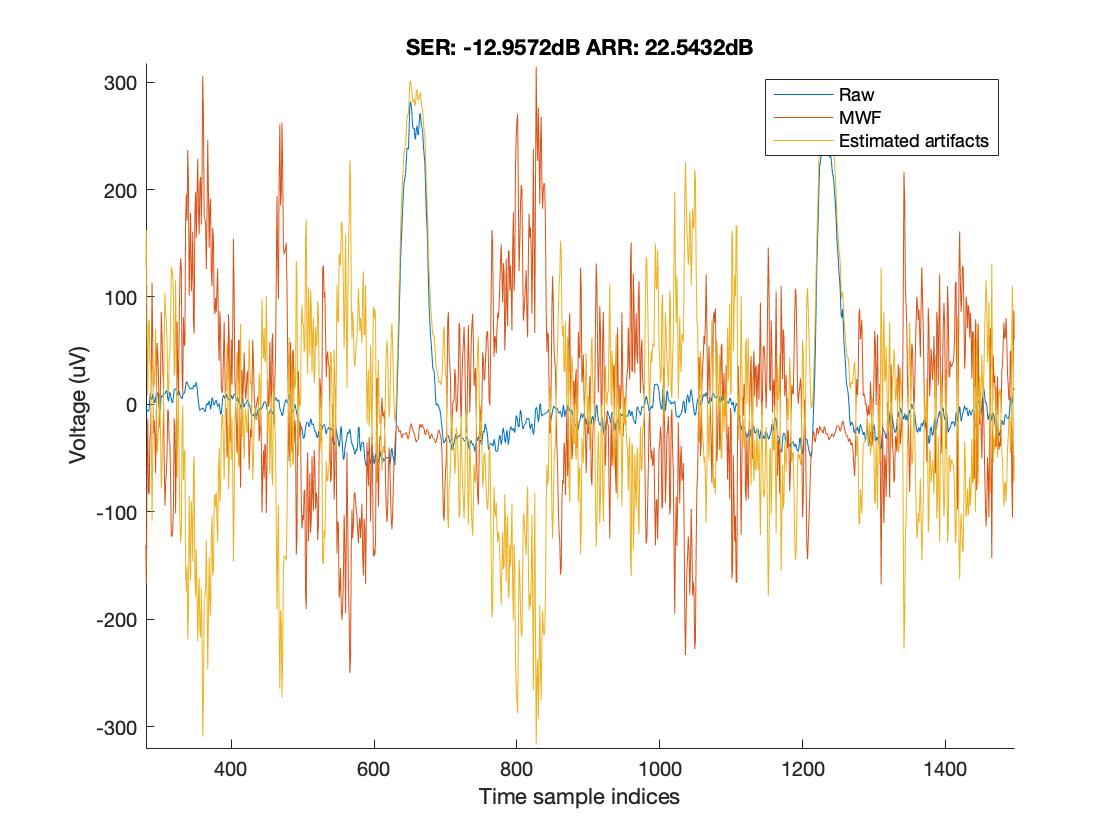 SER: -12.9572dB ARR: 22.5432dB
Raw
MWF
Estimated artifacts
300
200
100
0
-100
-200
-300
Voltage (uV)
400
600
800
1000
1200
1400
Time sample indices